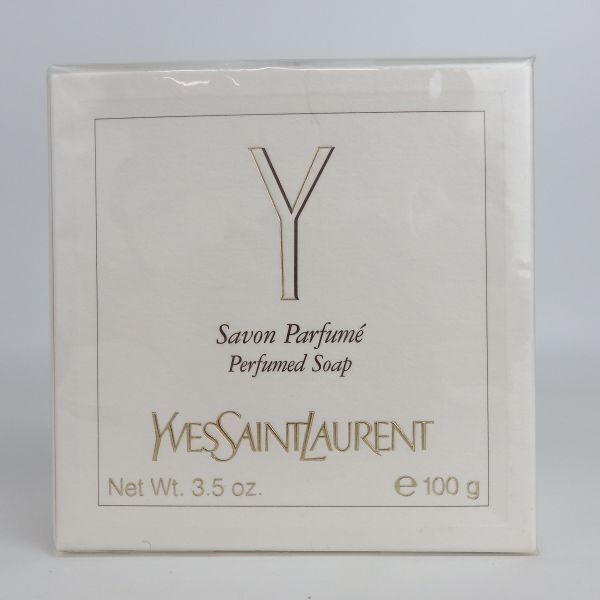 Y
Savon Parfumé
Perfumed Soap
YVESSAINTLAURENT
Net Wt. 3.5 oz. ℮ 100 g